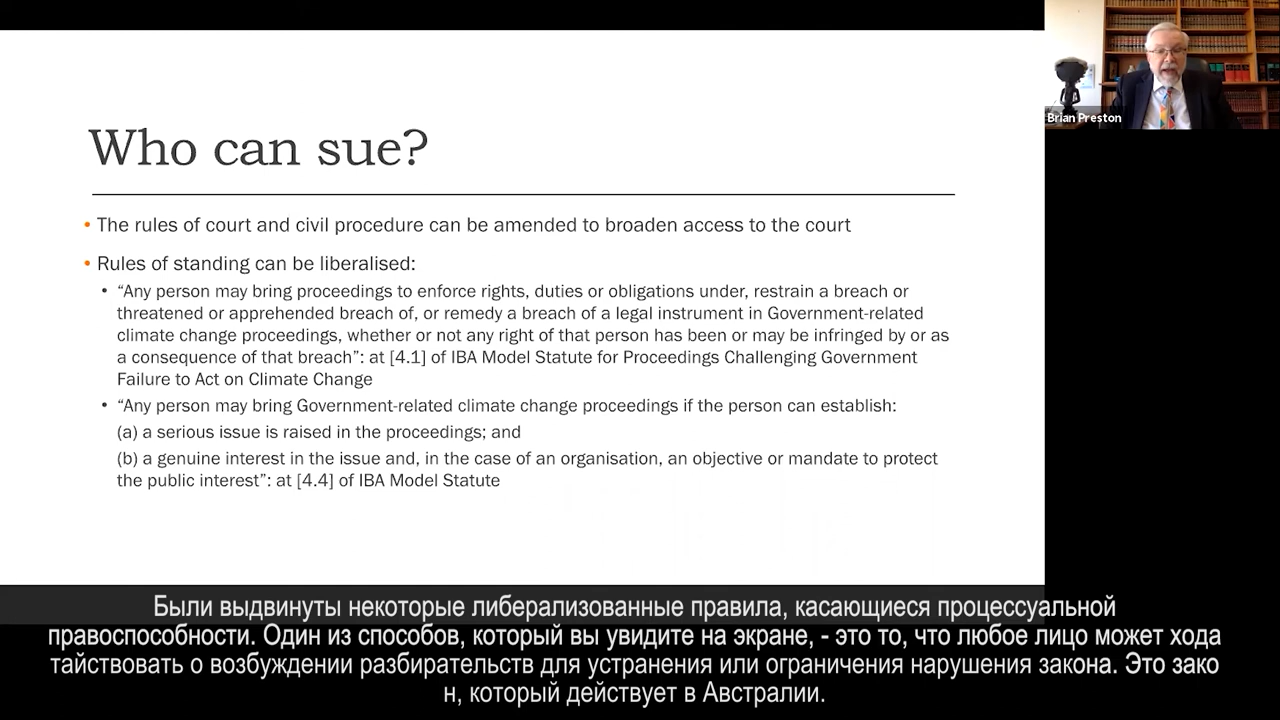 Brian Preston
Who can sue?
• The rules of court and civil procedure can be amended to broaden access to the court
• Rules of standing can be liberalised:
• “Any person may bring proceedings to enforce rights, duties or obligations under, restrain a breach or
threatened or apprehended breach of, or remedy a breach of a legal instrument in Government-related
climate change proceedings, whether or not any right of that person has been or may be infringed by or as
a consequence of that breach”: at [4.1] of IBA Model Statute for Proceedings Challenging Government
Failure to Act on Climate Change
• “Any person may bring Government-related climate change proceedings if the person can establish:
(a) a serious issue is raised in the proceedings; and
(b) a genuine interest in the issue and, in the case of an organisation, an objective or mandate to protect
the public interest”: at [4.4] of IBA Model Statute
Были выдвинуты некоторые либерализованные правила, касающиеся процессуальной
правоспособности. Один из способов, который вы увидите на экране, - это то, что любое лицо может хода
тайствовать о возбуждении разбирательств для устранения или ограничения нарушения закона. Это зако
н, который действует в Австралии.